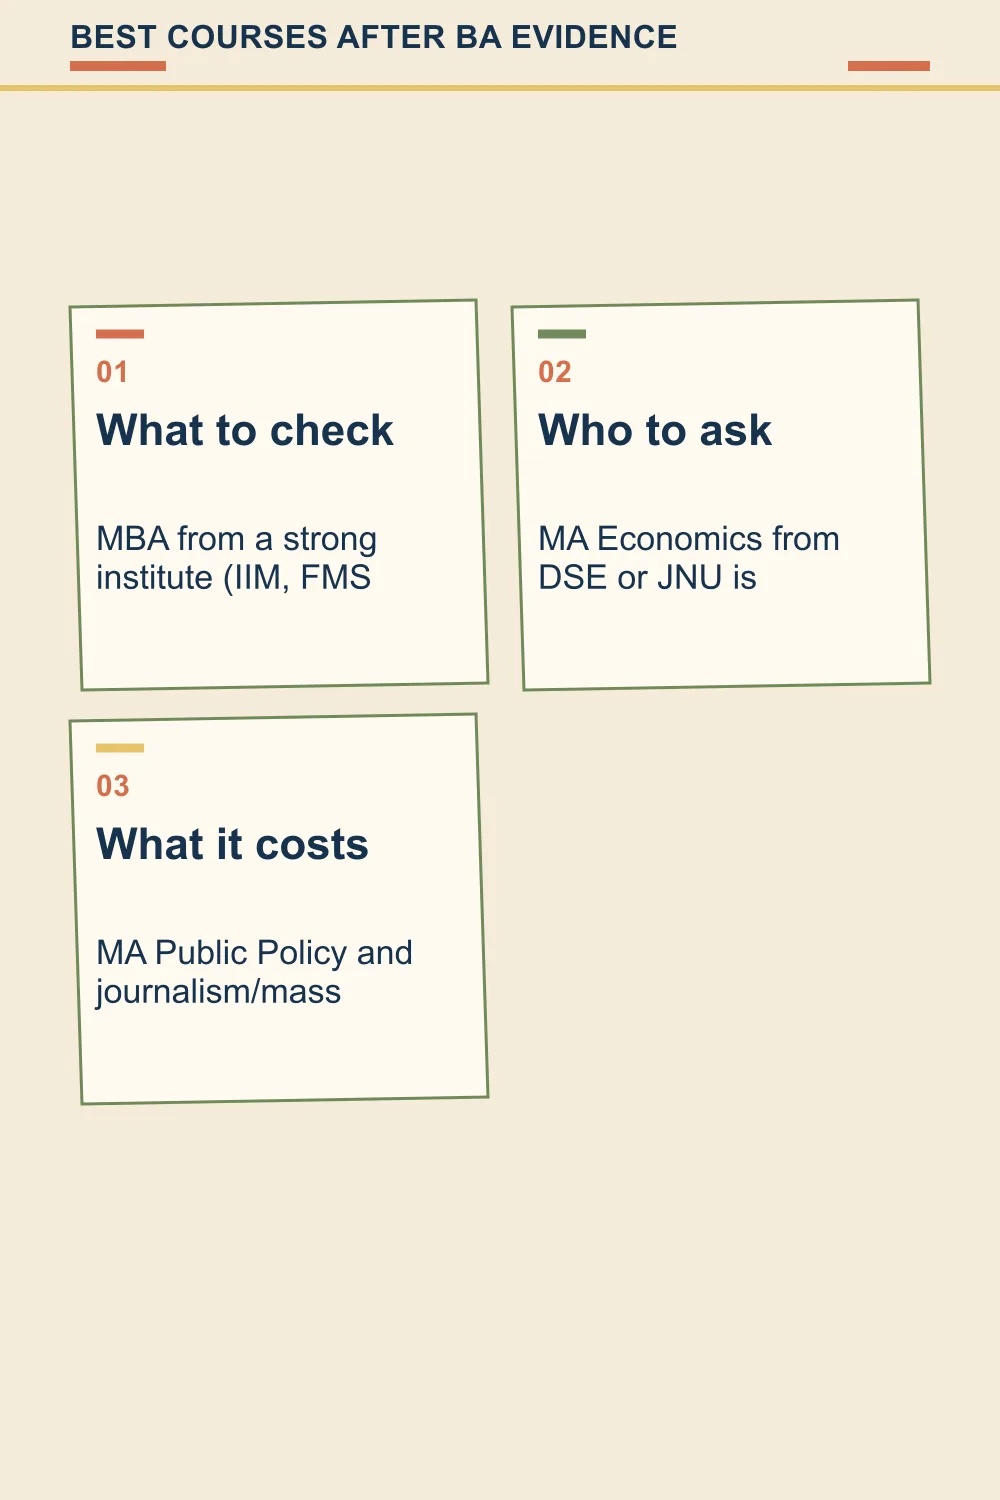 BEST COURSES AFTER BA EVIDENCE
01
What to check
MBA from a strong
institute (IIM, FMS
02
Who to ask
MA Economics from
DSE or JNU is
03
What it costs
MA Public Policy and
journalism/mass